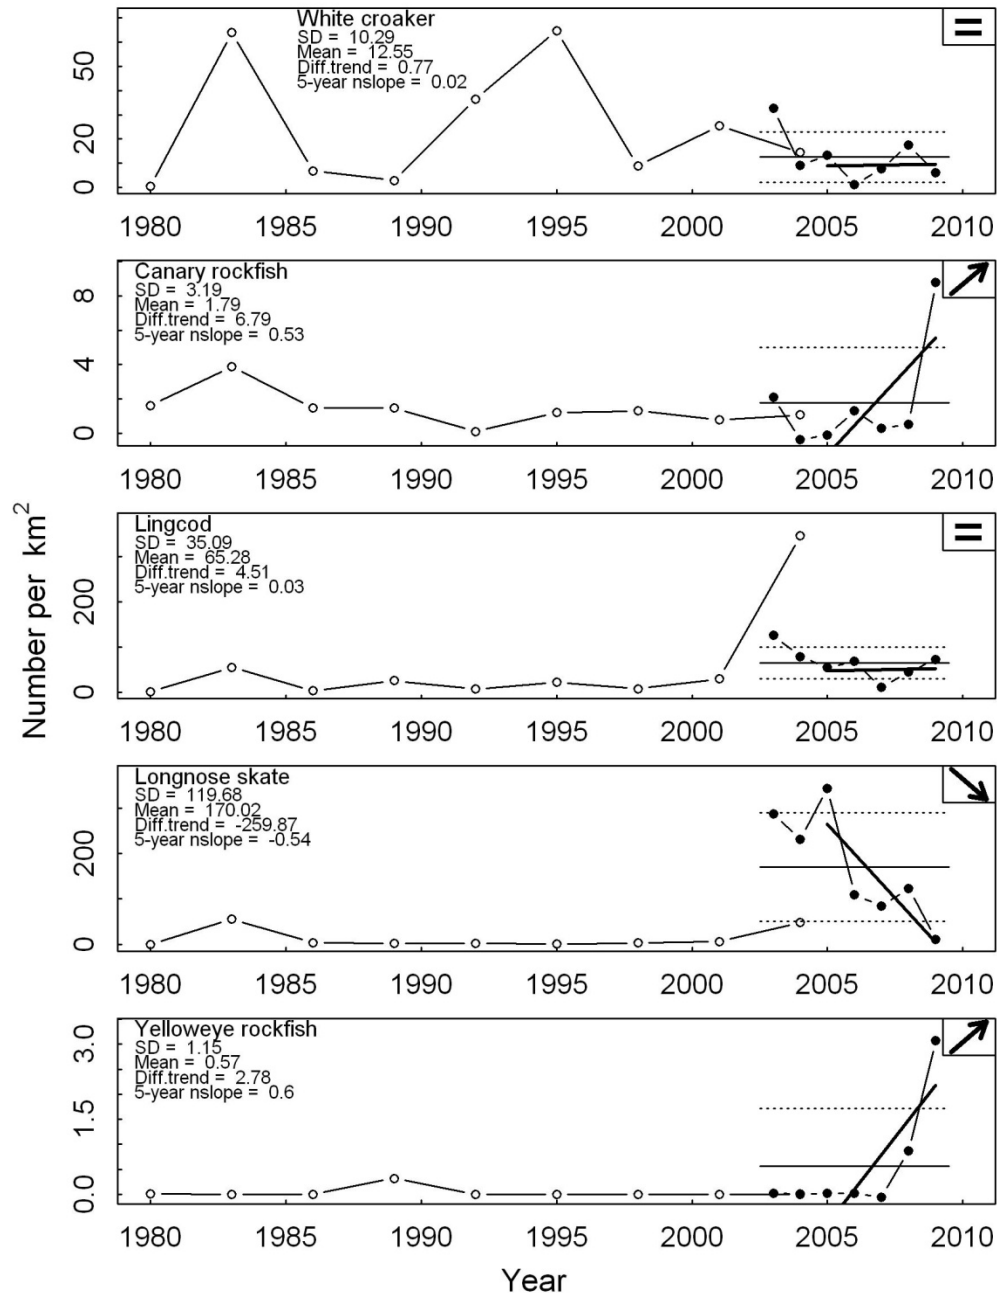 White croaker
SD = 10.29
Mean = 12.55
Diff.trend = 0.77
5-year nslope = 0.02
0 20 50
1980 1985 1990 1995 2000 2005 2010
Canary rockfish
SD = 3.19
Mean = 1.79
Diff.trend = 6.79
5-year nslope = 0.53
0 4 8
1980 1985 1990 1995 2000 2005 2010
Lingcod
SD = 35.09
Mean = 65.28
Diff.trend = 4.51
5-year nslope = 0.03
0 200
1980 1985 1990 1995 2000 2005 2010
Number per km²
Longnose skate
SD = 119.68
Mean = 170.02
Diff.trend = -259.87
5-year nslope = -0.54
0 200
1980 1985 1990 1995 2000 2005 2010
Yelloweye rockfish
SD = 1.15
Mean = 0.57
Diff.trend = 2.78
5-year nslope = 0.6
0.0 1.5 3.0
1980 1985 1990 1995 2000 2005 2010
Year